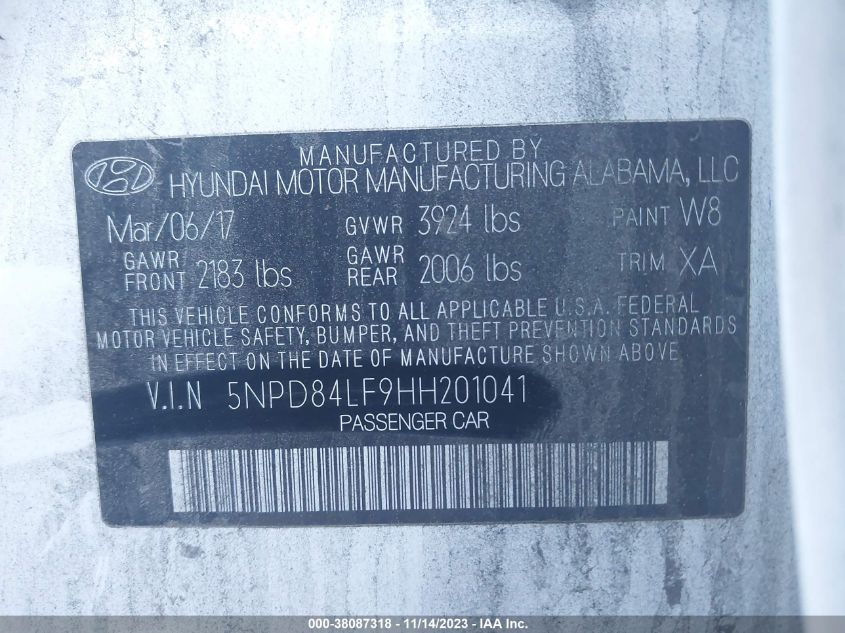 MANUFACTURED BY
HYUNDAI MOTOR MANUFACTURING ALABAMA, LLC
Mar/06/17 GVWR 3924 lbs PAINT W8
GAWR FRONT 2183 lbs GAWR REAR 2006 lbs TRIM XA
THIS VEHICLE CONFORMS TO ALL APPLICABLE U.S.A. FEDERAL
MOTOR VEHICLE SAFETY, BUMPER, AND THEFT PREVENTION STANDARDS
IN EFFECT ON THE DATE OF MANUFACTURE SHOWN ABOVE.
V.I.N 5NPD84LF9HH201041
PASSENGER CAR
000-38087318 - 11/14/2023 - IAA Inc.